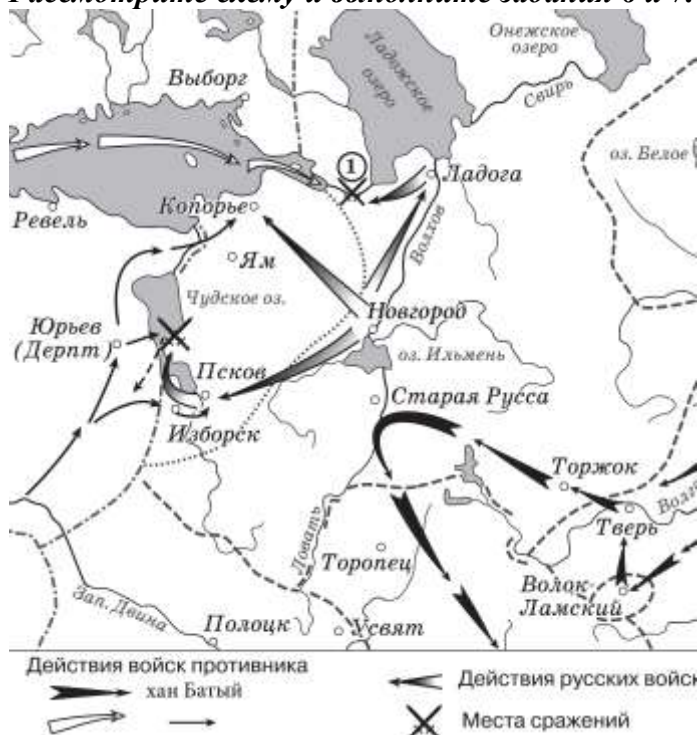 Рассмотрите схему и выполните задания 6 и 7.
Онежское
озеро
Ладожское
озеро
Выборг
Свирь
оз. Белое
1
Ладога
Ревель
Копорье
Волхов
Ям
Чудское оз.
Новгород
Юрьев
(Дерпт)
оз. Ильмень
Псков
Старая Русса
Изборск
Торжок
Волга
Тверь
Ловать
Торопец
Волок
Ламский
Зап. Двина
Полоцк
Усвят
Действия войск противника
хан Батый
Действия русских войск
Места сражений